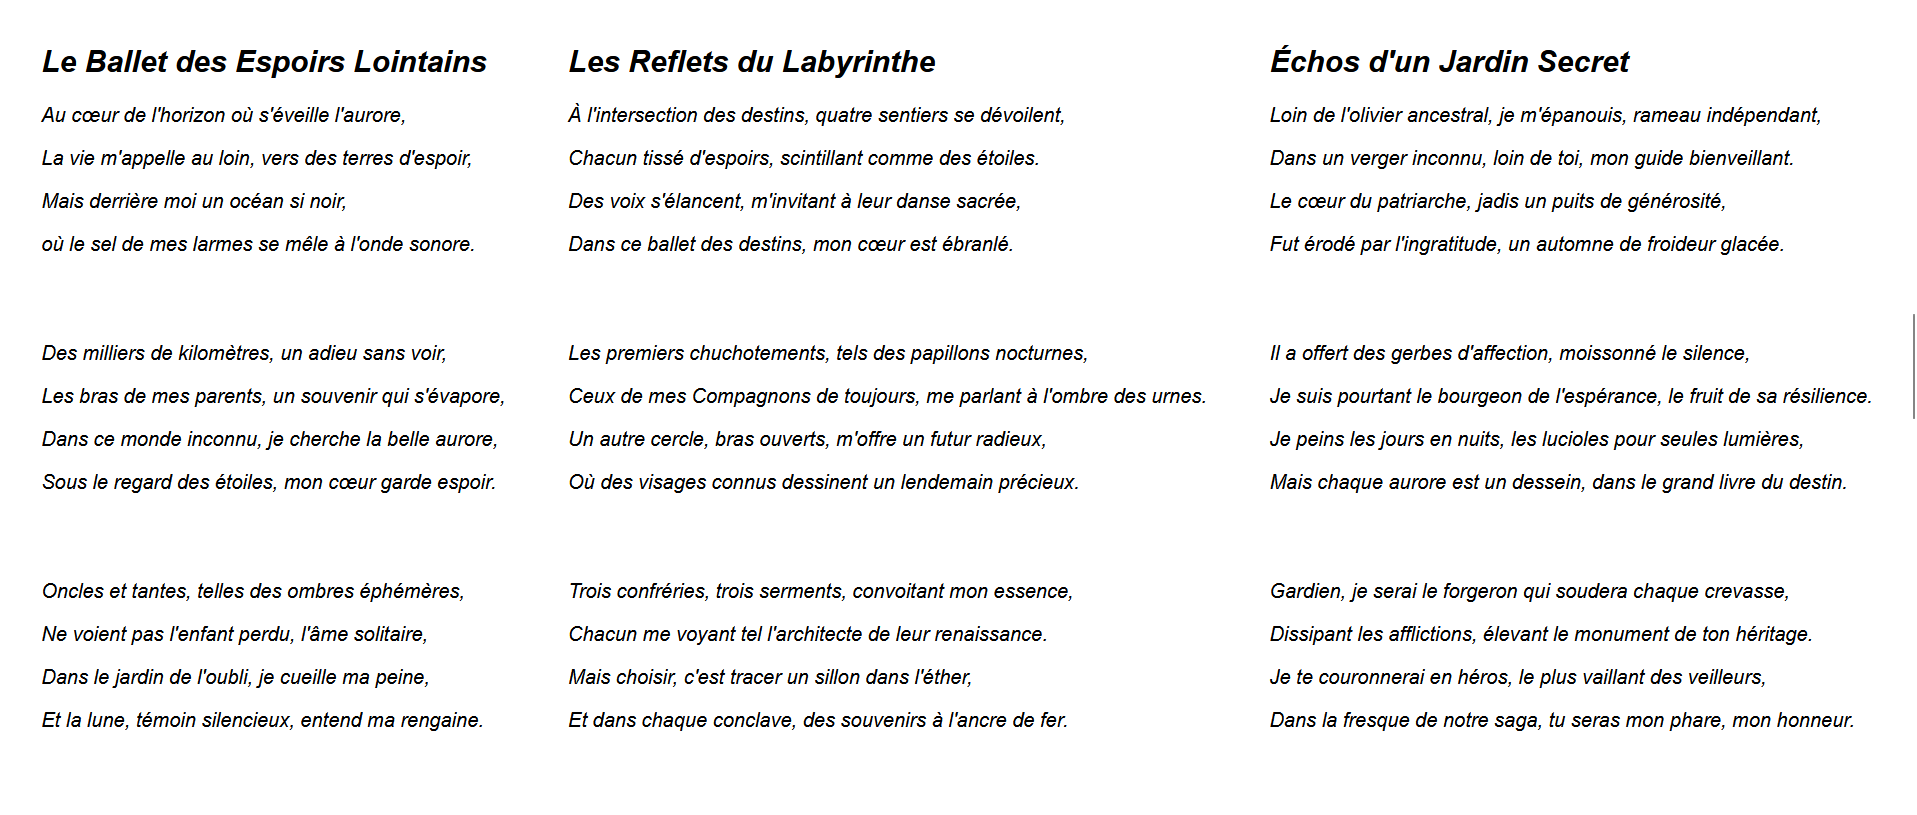 Le Ballet des Espoirs Lointains
Au cœur de l'horizon où s'éveille l'aurore,
La vie m'appelle au loin, vers des terres d'espoir,
Mais derrière moi un océan si noir,
où le sel de mes larmes se mêle à l'onde sonore.
Des milliers de kilomètres, un adieu sans voir,
Les bras de mes parents, un souvenir qui s'évapore,
Dans ce monde inconnu, je cherche la belle aurore,
Sous le regard des étoiles, mon cœur garde espoir.
Oncles et tantes, telles des ombres éphémères,
Ne voient pas l'enfant perdu, l'âme solitaire,
Dans le jardin de l'oubli, je cueille ma peine,
Et la lune, témoin silencieux, entend ma rengaine.
Les Reflets du Labyrinthe
À l'intersection des destins, quatre sentiers se dévoilent,
Chacun tissé d'espoirs, scintillant comme des étoiles.
Des voix s'élancent, m'invitant à leur danse sacrée,
Dans ce ballet des destins, mon cœur est ébranlé.
Les premiers chuchotements, tels des papillons nocturnes,
Ceux de mes Compagnons de toujours, me parlant à l'ombre des urnes.
Un autre cercle, bras ouverts, m'offre un futur radieux,
Où des visages connus dessinent un lendemain précieux.
Trois confréries, trois serments, convoitant mon essence,
Chacun me voyant tel l'architecte de leur renaissance.
Mais choisir, c'est tracer un sillon dans l'éther,
Et dans chaque conclave, des souvenirs à l'ancre de fer.
Échos d'un Jardin Secret
Loin de l'olivier ancestral, je m'épanouis, rameau indépendant,
Dans un verger inconnu, loin de toi, mon guide bienveillant.
Le cœur du patriarche, jadis un puits de générosité,
Fut érodé par l'ingratitude, un automne de froideur glacée.
Il a offert des gerbes d'affection, moissonné le silence,
Je suis pourtant le bourgeon de l'espérance, le fruit de sa résilience.
Je peins les jours en nuits, les lucioles pour seules lumières,
Mais chaque aurore est un dessein, dans le grand livre du destin.
Gardien, je serai le forgeron qui soudera chaque crevasse,
Dissipant les afflictions, élevant le monument de ton héritage.
Je te couronnerai en héros, le plus vaillant des veilleurs,
Dans la fresque de notre saga, tu seras mon phare, mon honneur.